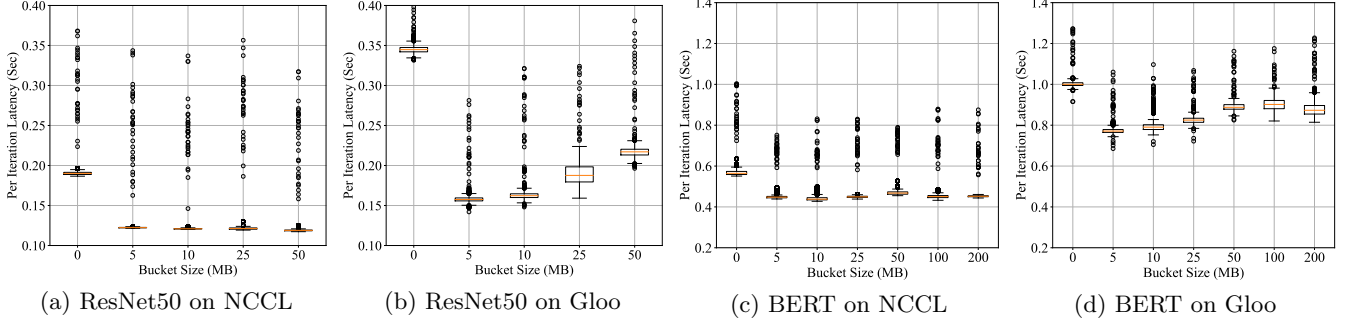 Per Iteration Latency (Sec)
0.40
0.35
0.30
0.25
0.20
0.15
0.10
0 5 10 25 50
Bucket Size (MB)
(a) ResNet50 on NCCL
Per Iteration Latency (Sec)
0.40
0.35
0.30
0.25
0.20
0.15
0.10
0 5 10 25 50
Bucket Size (MB)
(b) ResNet50 on Gloo
Per Iteration Latency (Sec)
1.4
1.2
1.0
0.8
0.6
0.4
0.2
0 5 10 25 50 100 200
Bucket Size (MB)
(c) BERT on NCCL
Per Iteration Latency (Sec)
1.4
1.2
1.0
0.8
0.6
0.4
0.2
0 5 10 25 50 100 200
Bucket Size (MB)
(d) BERT on Gloo